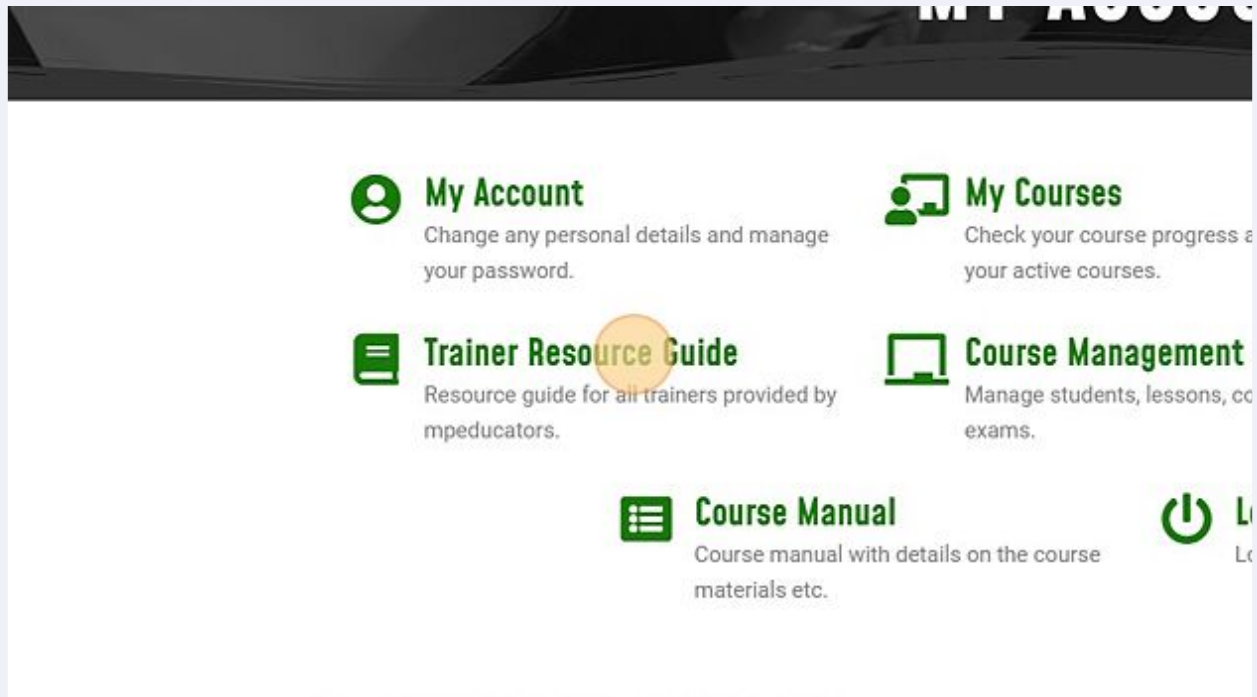 My Account
Change any personal details and manage
your password.
My Courses
Check your course progress
your active courses.
Trainer Resource Guide
Resource guide for all trainers provided by
mpeducators.
Course Management
Manage students, lessons,
exams.
Course Manual
Course manual with details on the course
materials etc.